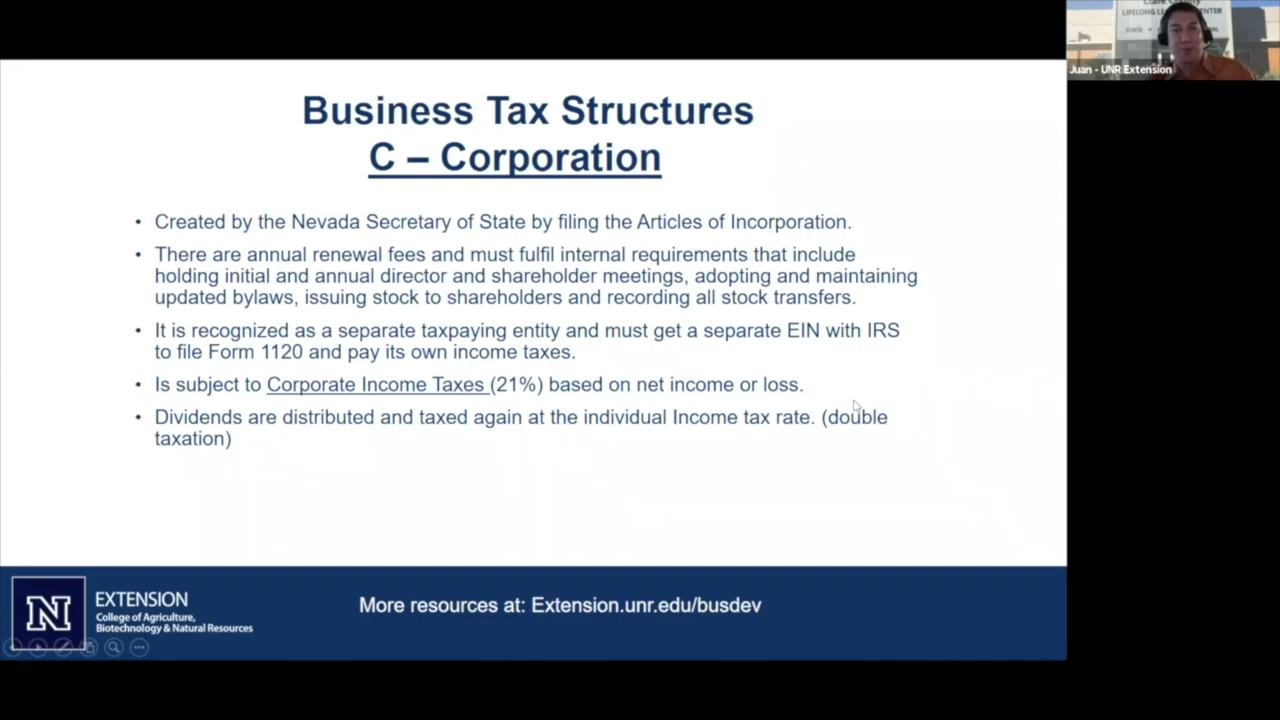 Business Tax Structures
C – Corporation
• Created by the Nevada Secretary of State by filing the Articles of Incorporation.
• There are annual renewal fees and must fulfil internal requirements that include
holding initial and annual director and shareholder meetings, adopting and maintaining
updated bylaws, issuing stock to shareholders and recording all stock transfers.
• It is recognized as a separate taxpaying entity and must get a separate EIN with IRS
to file Form 1120 and pay its own income taxes.
• Is subject to Corporate Income Taxes (21%) based on net income or loss.
• Dividends are distributed and taxed again at the individual Income tax rate. (double
taxation)
N
EXTENSION
College of Agriculture,
Biotechnology & Natural Resources
More resources at: Extension.unr.edu/busdev
LIFELONG
Juan - UNR Extension